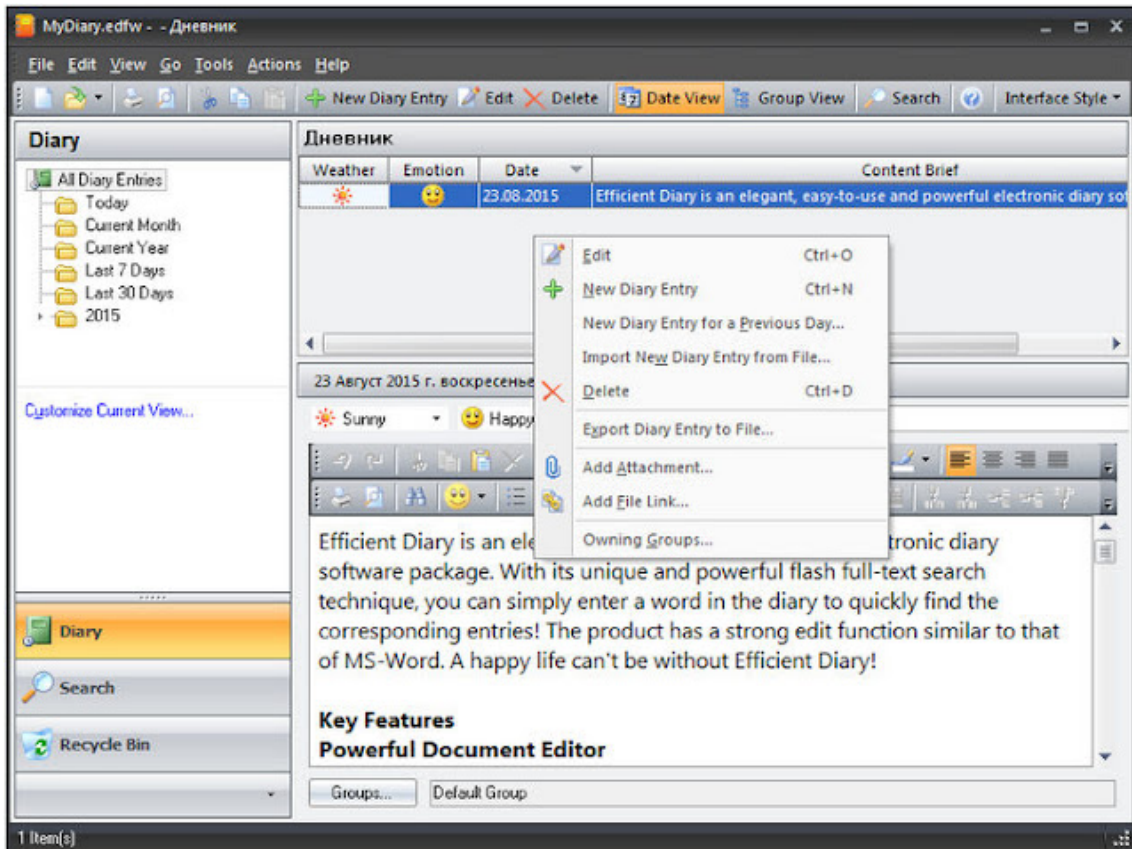 MyDiary.edfw - - Дневник
File Edit View Go Tools Actions Help
New Diary Entry Edit Delete Date View Group View Search Interface Style
Diary
All Diary Entries
Today
Current Month
Current Year
Last 7 Days
Last 30 Days
2015
Customize Current View...
Diary
Search
Recycle Bin
Дневник
Weather Emotion Date Content Brief
23.08.2015 Efficient Diary is an elegant, easy-to-use and powerful electronic diary sof
Edit Ctrl+O
New Diary Entry Ctrl+N
New Diary Entry for a Previous Day...
Import New Diary Entry from File...
Delete Ctrl+D
Export Diary Entry to File...
Add Attachment...
Add File Link...
Owning Groups...
23 Август 2015 г. воскресенье
Sunny Happy
Efficient Diary is an ele tronic diary
software package. With its unique and powerful flash full-text search
technique, you can simply enter a word in the diary to quickly find the
corresponding entries! The product has a strong edit function similar to that
of MS-Word. A happy life can't be without Efficient Diary!
Key Features
Powerful Document Editor
Groups... Default Group
1 Item(s)